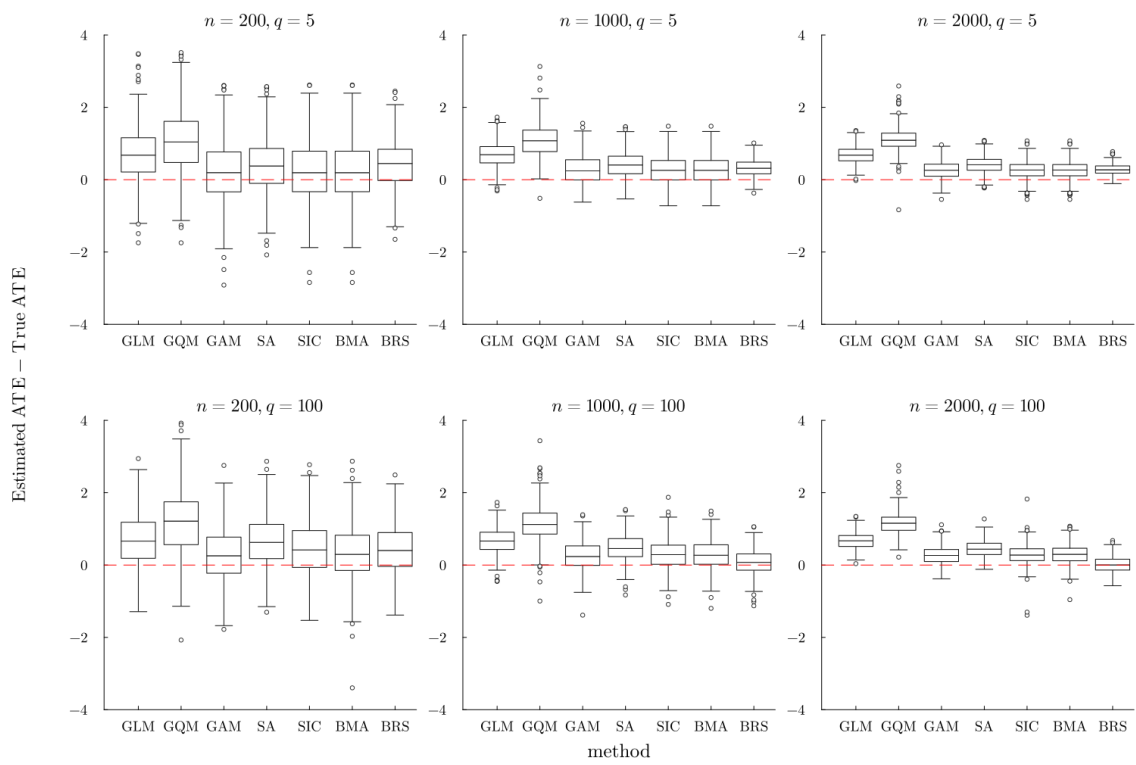 n = 200, q = 5
n = 1000, q = 5
n = 2000, q = 5
4
2
0
−2
−4
GLM GQM GAM SA SIC BMA BRS
4
2
0
−2
−4
GLM GQM GAM SA SIC BMA BRS
4
2
0
−2
−4
GLM GQM GAM SA SIC BMA BRS
Estimated ATE − True ATE
n = 200, q = 100
n = 1000, q = 100
n = 2000, q = 100
4
2
0
−2
−4
GLM GQM GAM SA SIC BMA BRS
4
2
0
−2
−4
GLM GQM GAM SA SIC BMA BRS
4
2
0
−2
−4
GLM GQM GAM SA SIC BMA BRS
method